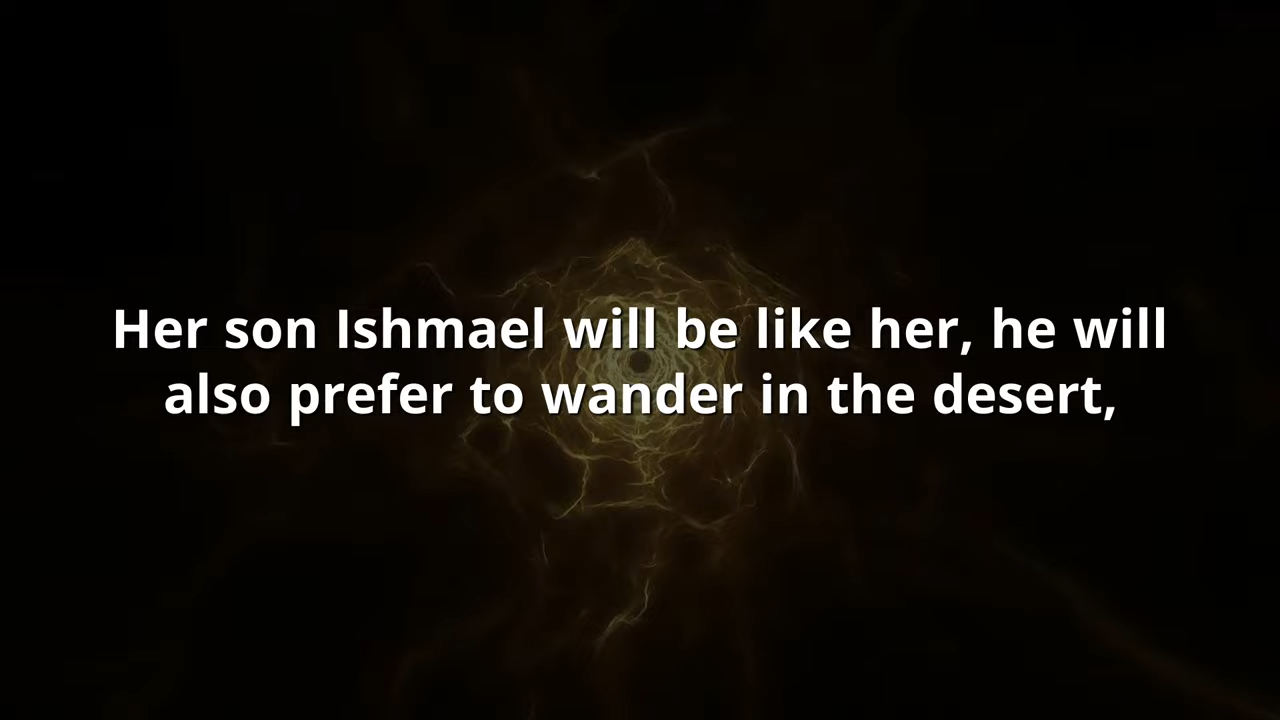 Her son Ishmael will be like her, he will
also prefer to wander in the desert,